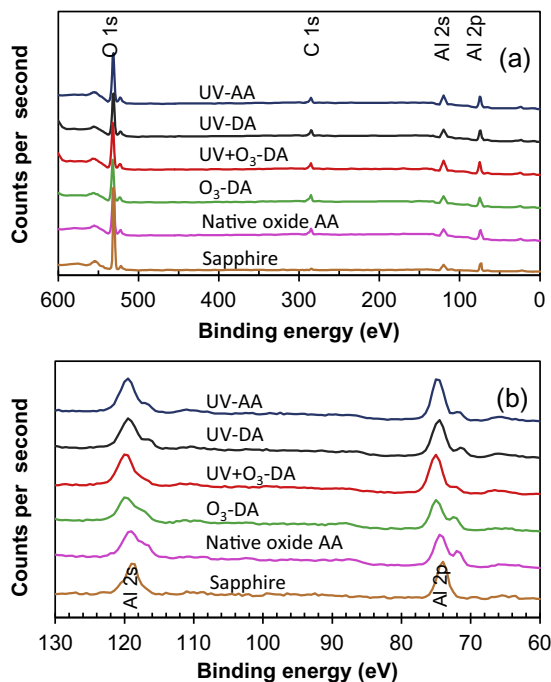 O 1s
C 1s
Al 2s
Al 2p
(a)
UV-AA
UV-DA
UV+O₃-DA
O₃-DA
Native oxide AA
Sapphire
Counts per second
600 500 400 300 200 100 0
Binding energy (eV)
(b)
UV-AA
UV-DA
UV+O₃-DA
O₃-DA
Native oxide AA
Sapphire
Al 2s
Al 2p
Counts per second
130 120 110 100 90 80 70 60
Binding energy (eV)